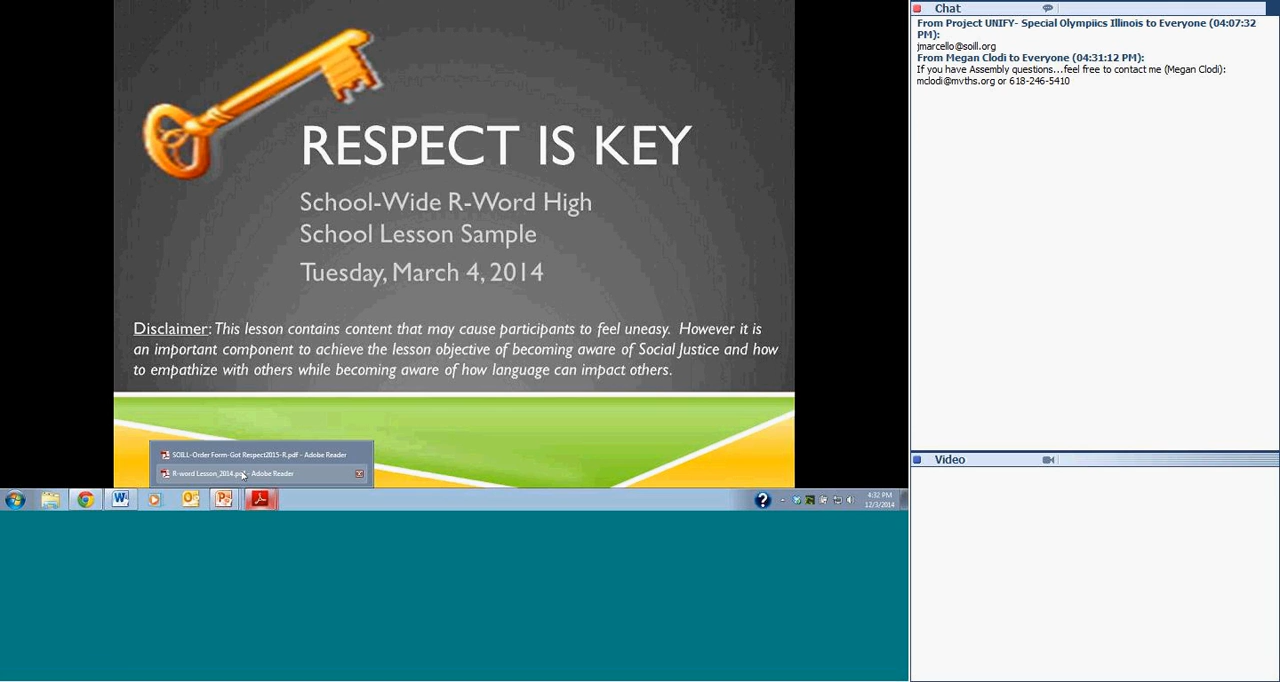 RESPECT IS KEY
School-Wide R-Word High
School Lesson Sample
Tuesday, March 4, 2014
Disclaimer: This lesson contains content that may cause participants to feel uneasy. However it is
an important component to achieve the lesson objective of becoming aware of Social Justice and how
to empathize with others while becoming aware of how language can impact others.
SOILL-Order Form-Got Respect2015-R.pdf - Adobe Reader
R-word Lesson_2014.pdf - Adobe Reader
4:32 PM
12/3/2014
Chat
From Project UNIFY- Special Olympiics Illinois to Everyone (04:07:32
PM):
jmarcello@soill.org
From Megan Clodi to Everyone (04:31:12 PM):
If you have Assembly questions...feel free to contact me (Megan Clodi):
mclodi@mvths.org or 618-246-5410
Video